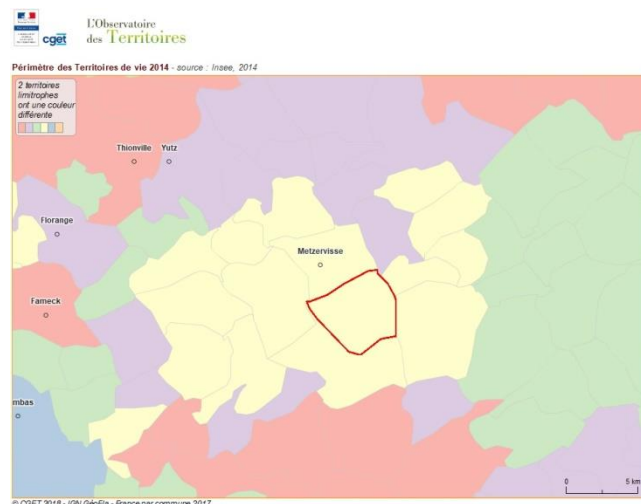 cget
L'Observatoire
des Territoires
Périmètre des Territoires de vie 2014 - source : Insee, 2014
2 territoires
limitrophes
ont une couleur
différente
Thionville
Yutz
Florange
Metzervisse
Fameck
mbas
0
5 km
© CGET 2018 - IGN GéoFla - France par commune 2017